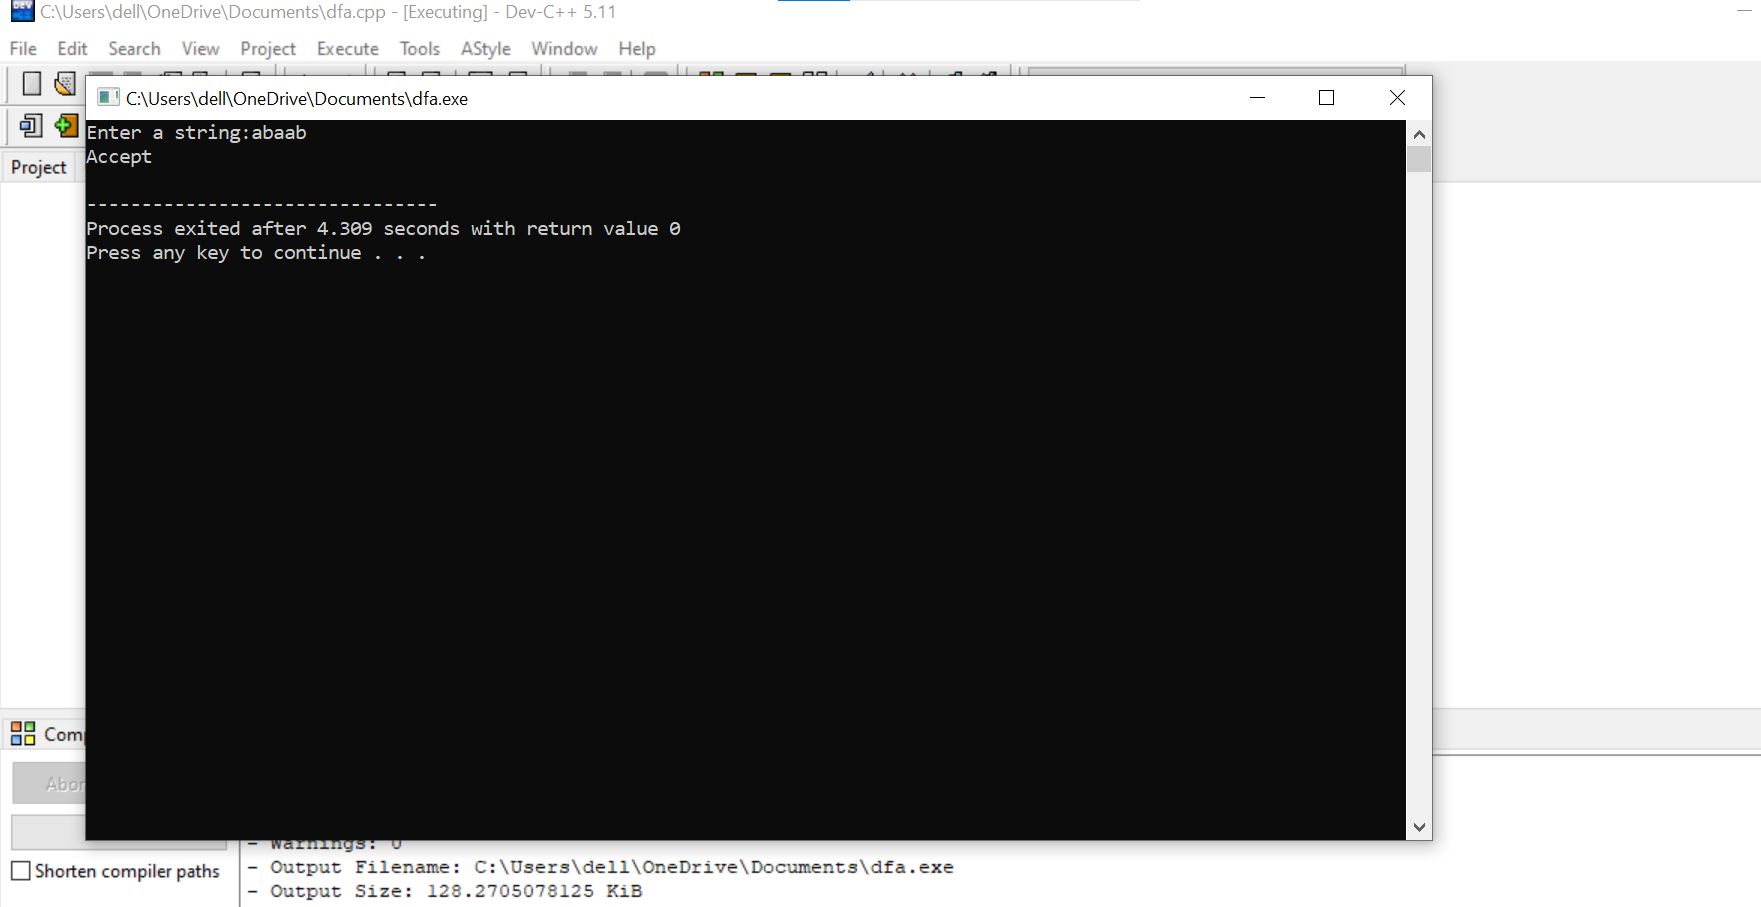 C:\Users\dell\OneDrive\Documents\dfa.cpp - [Executing] - Dev-C++ 5.11
File Edit Search View Project Execute Tools AStyle Window Help
C:\Users\dell\OneDrive\Documents\dfa.exe
Enter a string:abaab
Accept
--------------------------------
Process exited after 4.309 seconds with return value 0
Press any key to continue . . .
Project
- Warnings: 0
Shorten compiler paths
- Output Filename: C:\Users\dell\OneDrive\Documents\dfa.exe
- Output Size: 128.2705078125 KiB